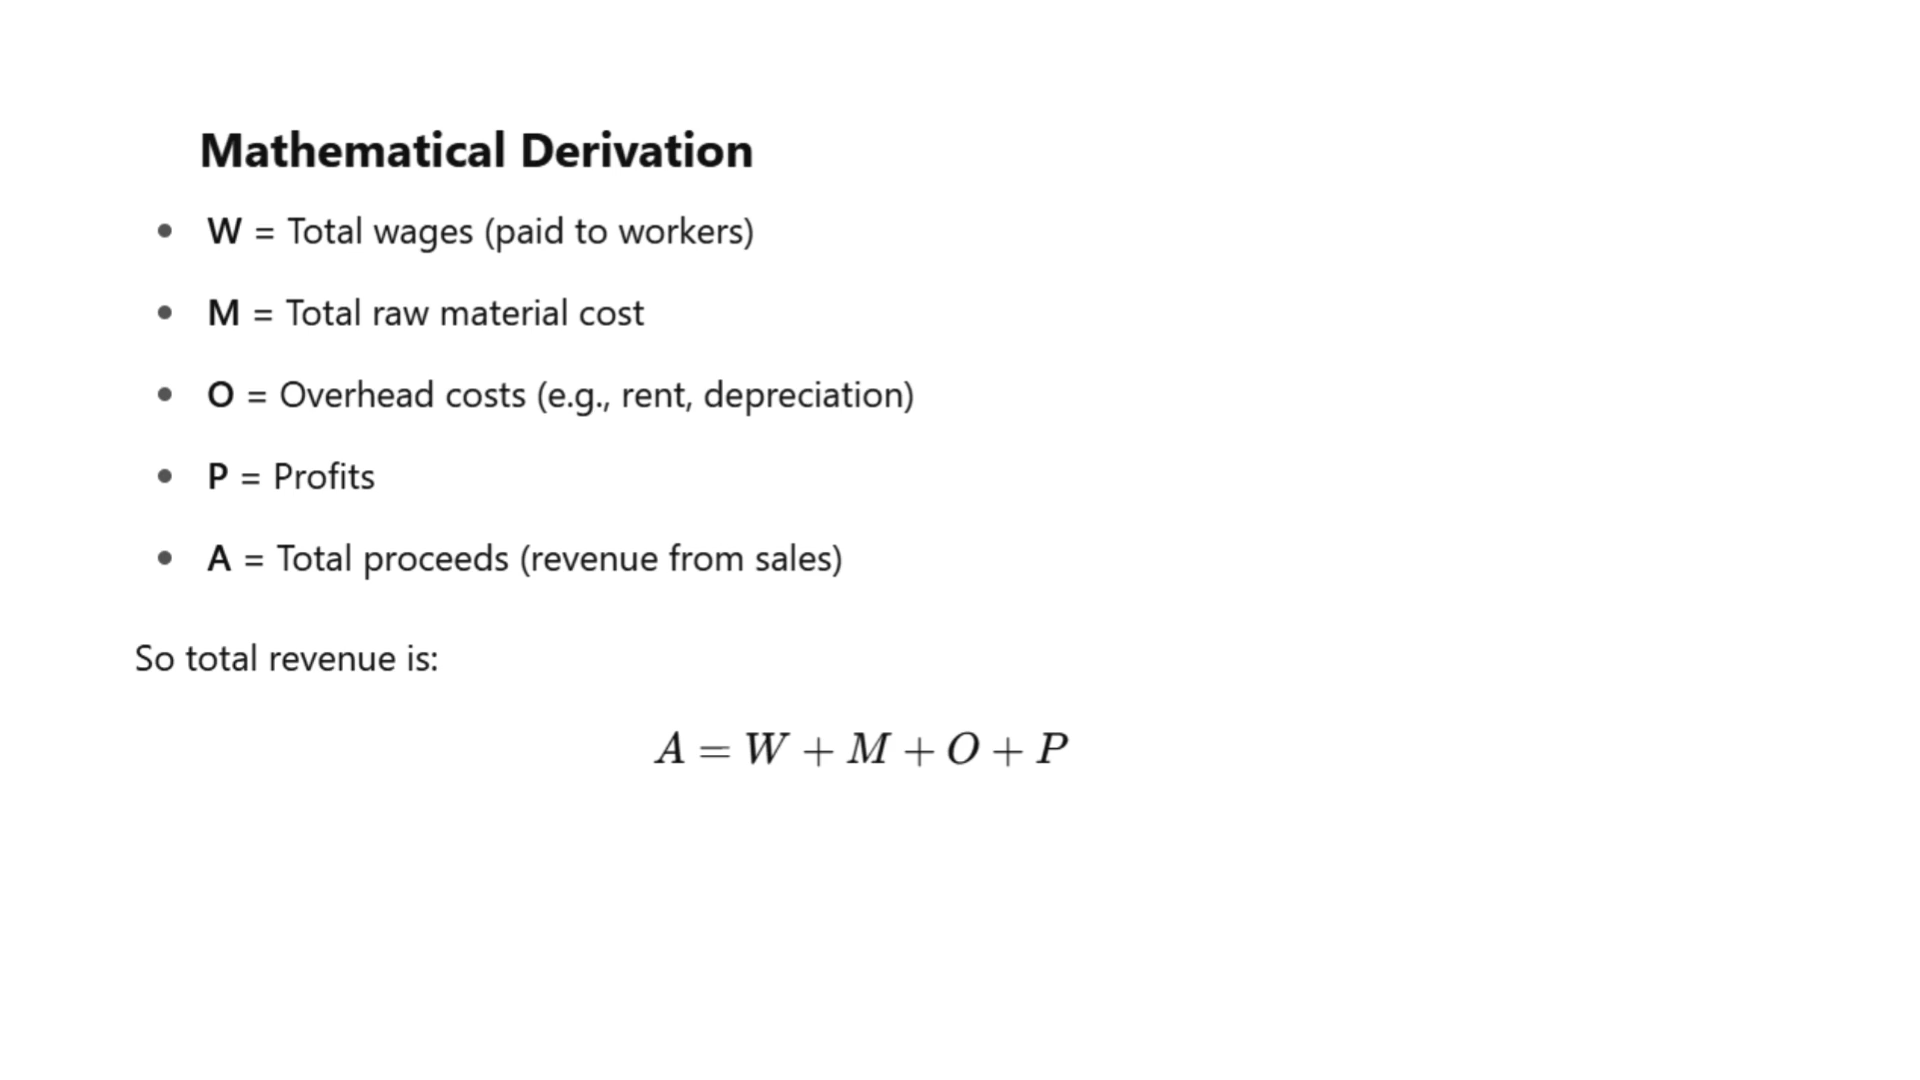 Mathematical Derivation
• W = Total wages (paid to workers)
• M = Total raw material cost
• O = Overhead costs (e.g., rent, depreciation)
• P = Profits
• A = Total proceeds (revenue from sales)
So total revenue is:
A = W + M + O + P